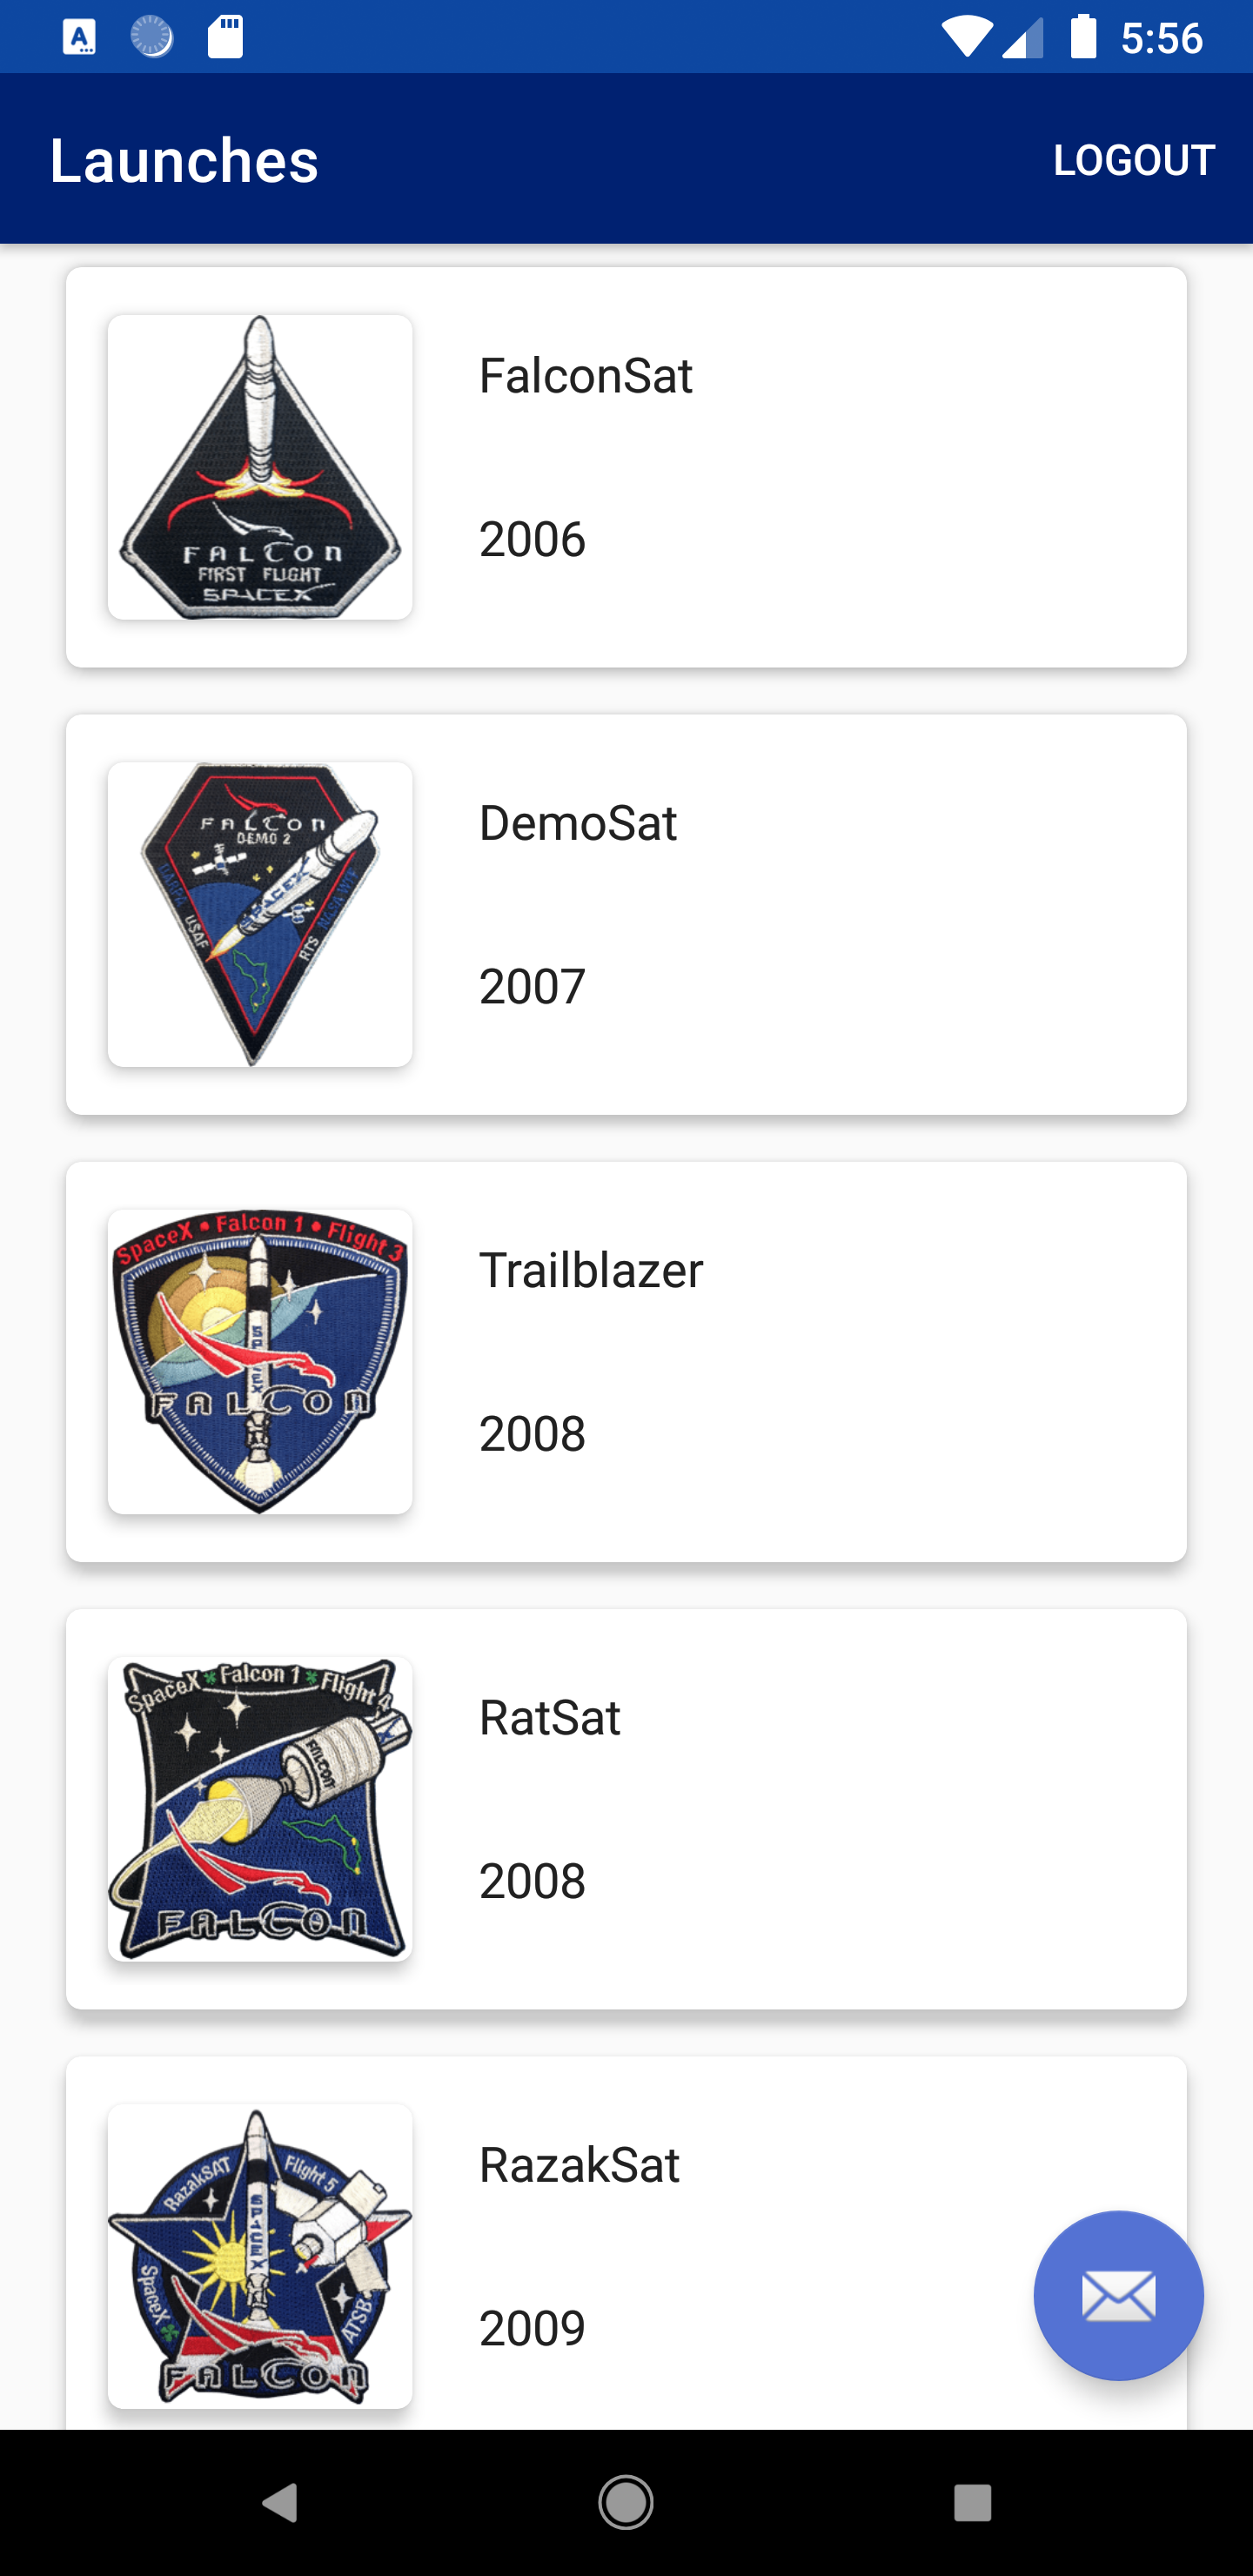 A
5:56
Launches
LOGOUT
FALCON
FIRST FLIGHT
SPACEX
FalconSat
2006
FALCON
DEMO 2
SPACEX
USAF
RTS
DemoSat
2007
SpaceX • Falcon 1 • Flight 3
SPACEX
FALCON
Trailblazer
2008
SpaceX Falcon 1 Flight 4
FALCON
FALCON
RatSat
2008
RazakSAT Flight 5
SPACEX
SpaceX
ATSB
FALCON
RazakSat
2009